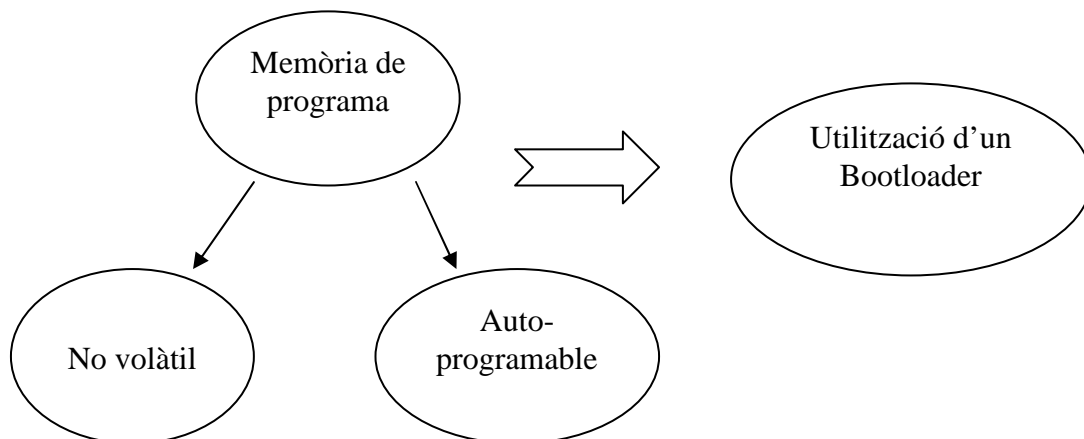 Memòria de
programa
Utilització d’un
Bootloader
No volàtil
Auto-
programable